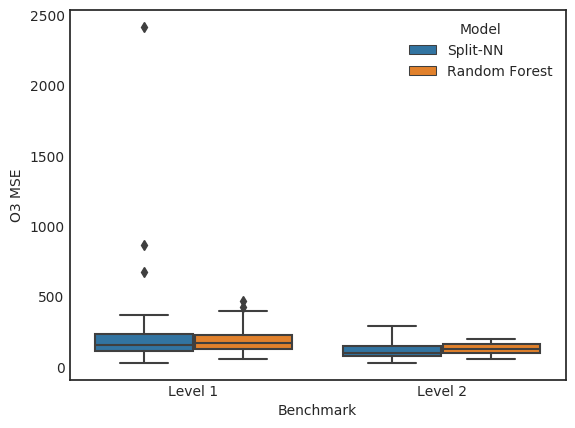 2500
2000
1500
1000
500
0
O3 MSE
Model
Split-NN
Random Forest
Level 1
Level 2
Benchmark